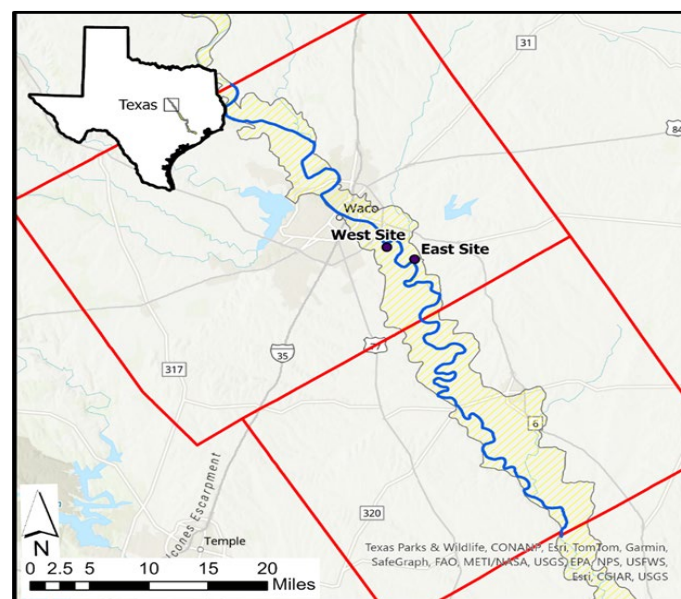 31
84
Texas
Waco
West Site
East Site
35
77
317
6
320
lcones Escarpment
Temple
N
0 2.5 5 10 15 20
Miles
Texas Parks & Wildlife, CONANP, Esri, TomTom, Garmin,
SafeGraph, FAO, METI/NASA, USGS, EPA, NPS, USFWS,
Esri, CGIAR, USGS